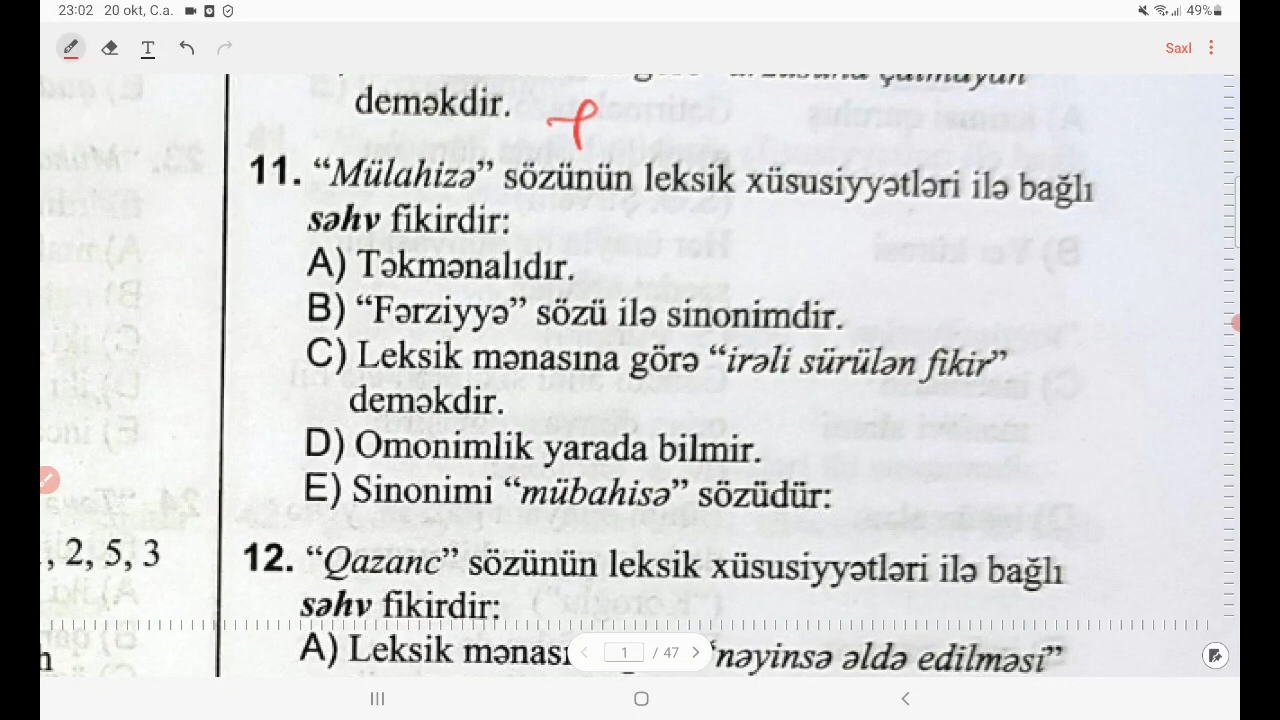 23:02 20 okt, C.a.
49%
T
Saxl
çatmayan
deməkdir.
11. “Mülahizə” sözünün leksik xüsusiyyətləri ilə bağlı
səhv fikirdir:
A) Təkmənalıdır.
B) “Fərziyyə” sözü ilə sinonimdir.
C) Leksik mənasına görə “irəli sürülən fikir”
deməkdir.
D) Omonimlik yarada bilmir.
E) Sinonimi “mübahisə” sözüdür:
, 2, 5, 3
12. “Qazanc” sözünün leksik xüsusiyyətləri ilə bağlı
səhv fikirdir:
A) Leksik “nəyinsə əldə edilməsi”
1 / 47